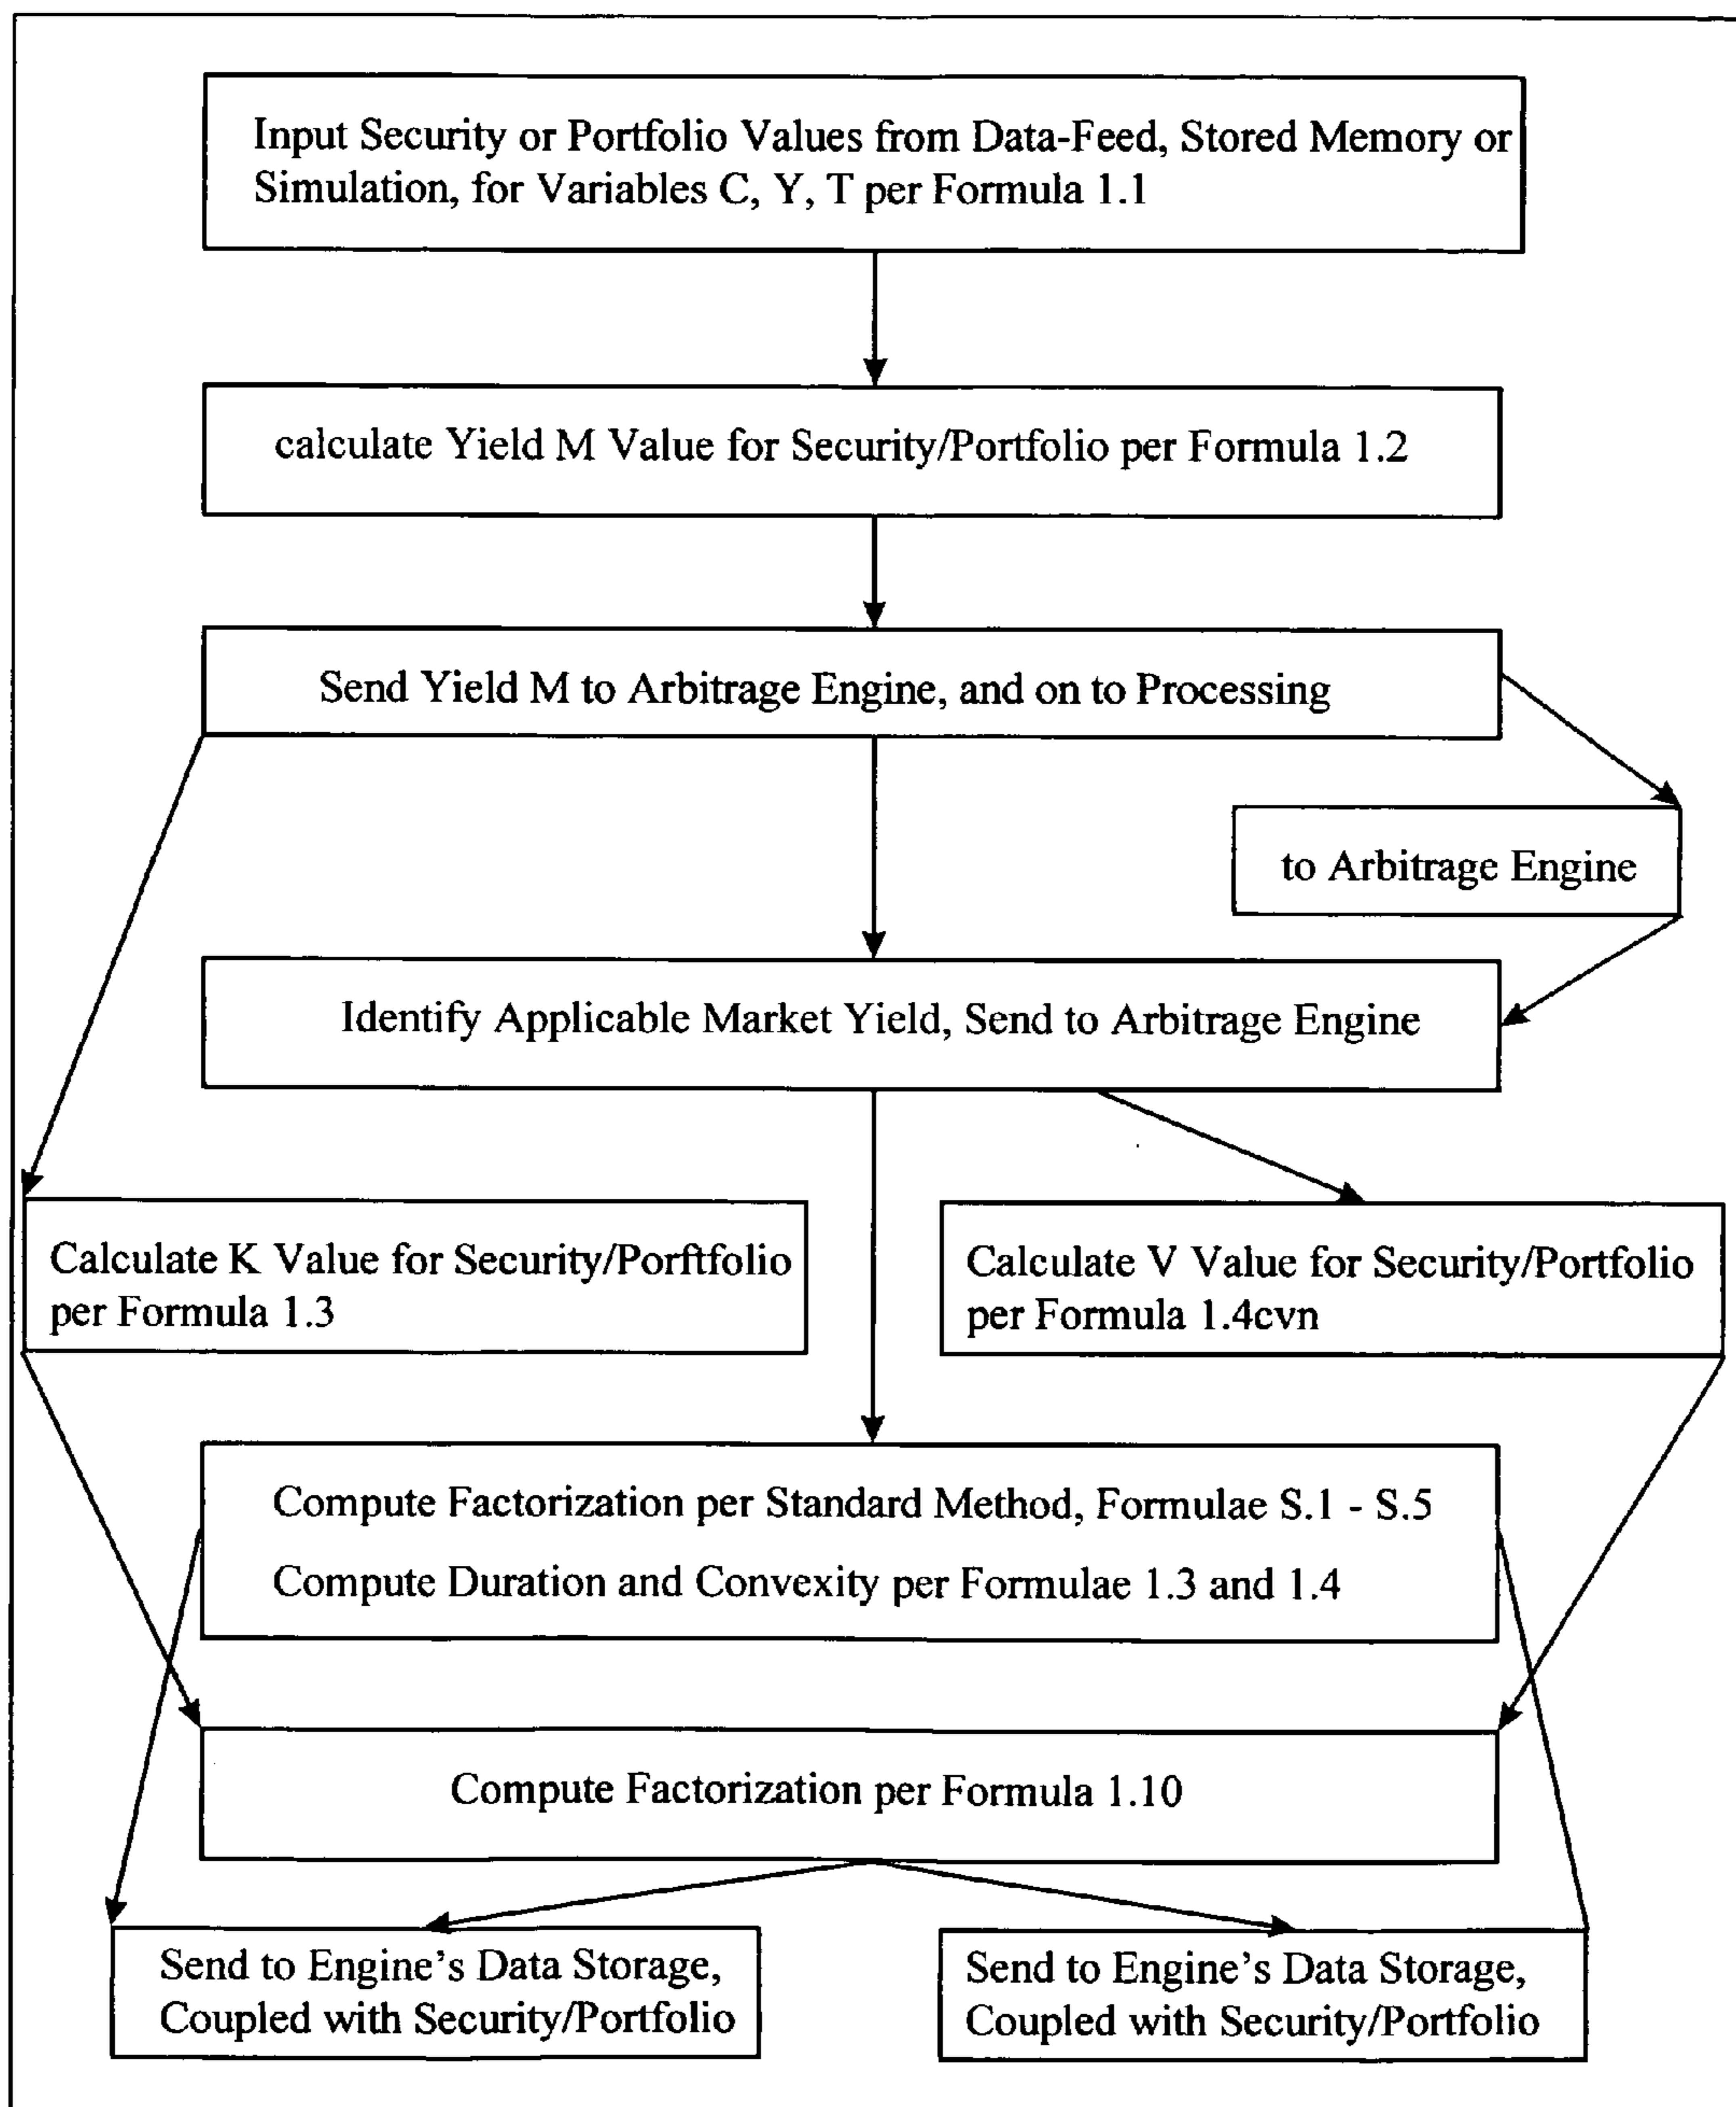 Input Security or Portfolio Values from Data-Feed, Stored Memory or
Simulation, for Variables C, Y, T per Formula 1.1
calculate Yield M Value for Security/Portfolio per Formula 1.2
Send Yield M to Arbitrage Engine, and on to Processing
to Arbitrage Engine
Identify Applicable Market Yield, Send to Arbitrage Engine
Calculate K Value for Security/Porftfolio
per Formula 1.3
Calculate V Value for Security/Portfolio
per Formula 1.4cvn
Compute Factorization per Standard Method, Formulae S.1 - S.5
Compute Duration and Convexity per Formulae 1.3 and 1.4
Compute Factorization per Formula 1.10
Send to Engine's Data Storage,
Coupled with Security/Portfolio
Send to Engine's Data Storage,
Coupled with Security/Portfolio